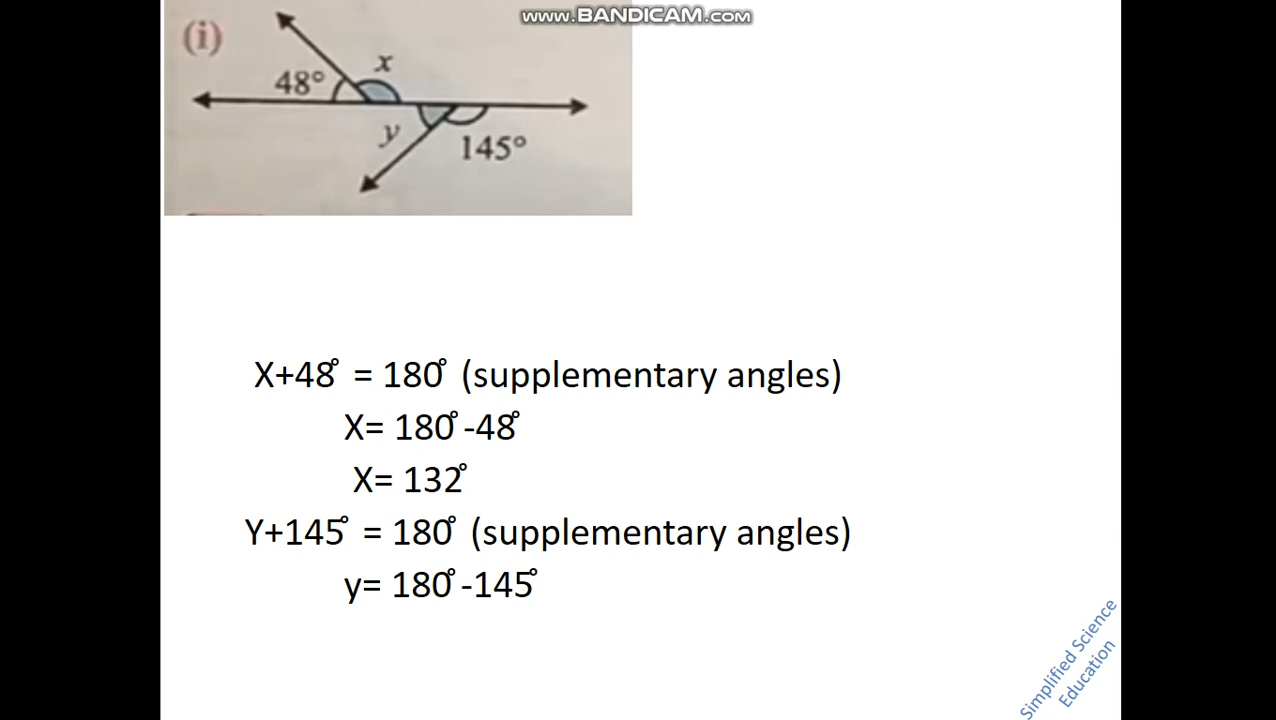 www.BANDICAM.com
(i)
x
48°
y
145°
X+48° = 180° (supplementary angles)
X= 180° -48°
X= 132°
Y+145° = 180° (supplementary angles)
y= 180° -145°
Simplified Science
Education